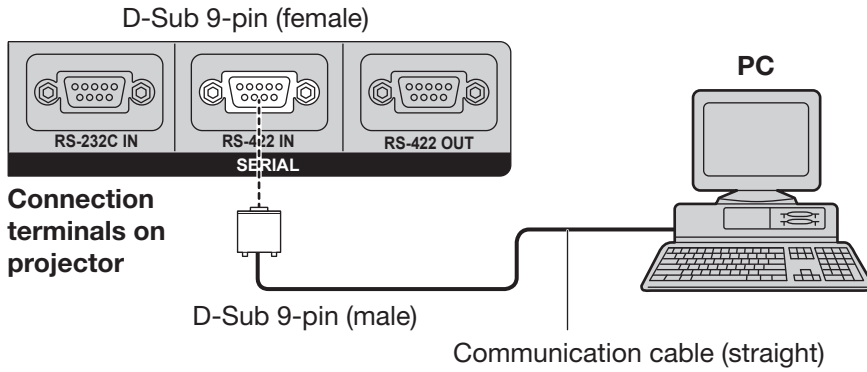 D-Sub 9-pin (female)
PC
RS-232C IN
RS-422 IN
RS-422 OUT
SERIAL
Connection
terminals on
projector
D-Sub 9-pin (male)
Communication cable (straight)